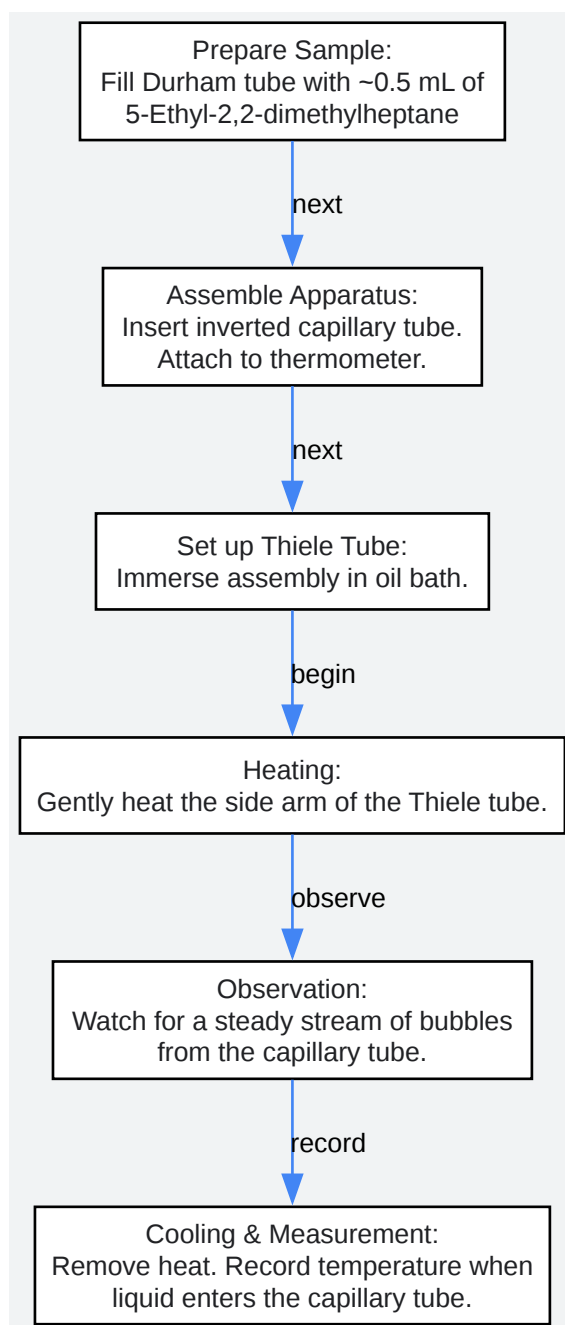 Prepare Sample:
Fill Durham tube with ~0.5 mL of
5-Ethyl-2,2-dimethylheptane
next
Assemble Apparatus:
Insert inverted capillary tube.
Attach to thermometer.
next
Set up Thiele Tube:
Immerse assembly in oil bath.
begin
Heating:
Gently heat the side arm of the Thiele tube.
observe
Observation:
Watch for a steady stream of bubbles
from the capillary tube.
record
Cooling & Measurement:
Remove heat. Record temperature when
liquid enters the capillary tube.